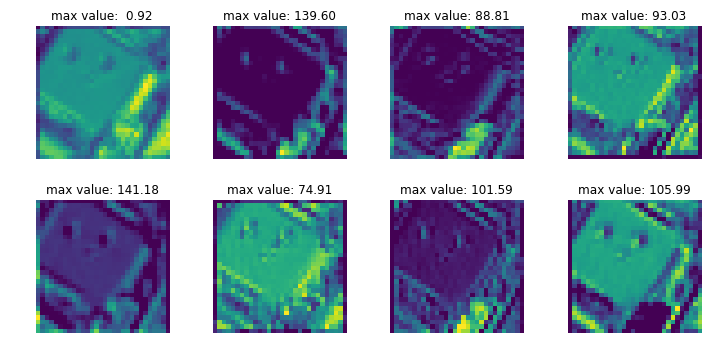 max value:  0.92
max value: 139.60
max value: 88.81
max value: 93.03
max value: 141.18
max value: 74.91
max value: 101.59
max value: 105.99